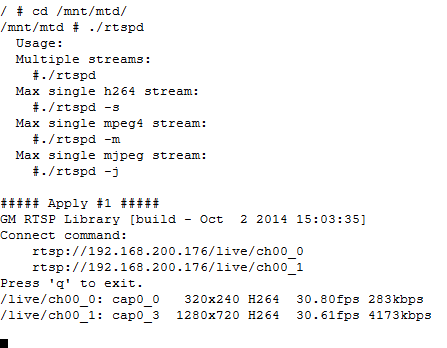 / # cd /mnt/mtd/
/mnt/mtd # ./rtspd
  Usage:
  Multiple streams:
    #./rtspd
  Max single h264 stream:
    #./rtspd -s
  Max single mpeg4 stream:
    #./rtspd -m
  Max single mjpeg stream:
    #./rtspd -j

##### Apply #1 #####
GM RTSP Library [build - Oct  2 2014 15:03:35]
Connect command:
    rtsp://192.168.200.176/live/ch00_0
    rtsp://192.168.200.176/live/ch00_1
Press 'q' to exit.
/live/ch00_0: cap0_0   320x240 H264  30.80fps 283kbps
/live/ch00_1: cap0_3  1280x720 H264  30.61fps 4173kbps